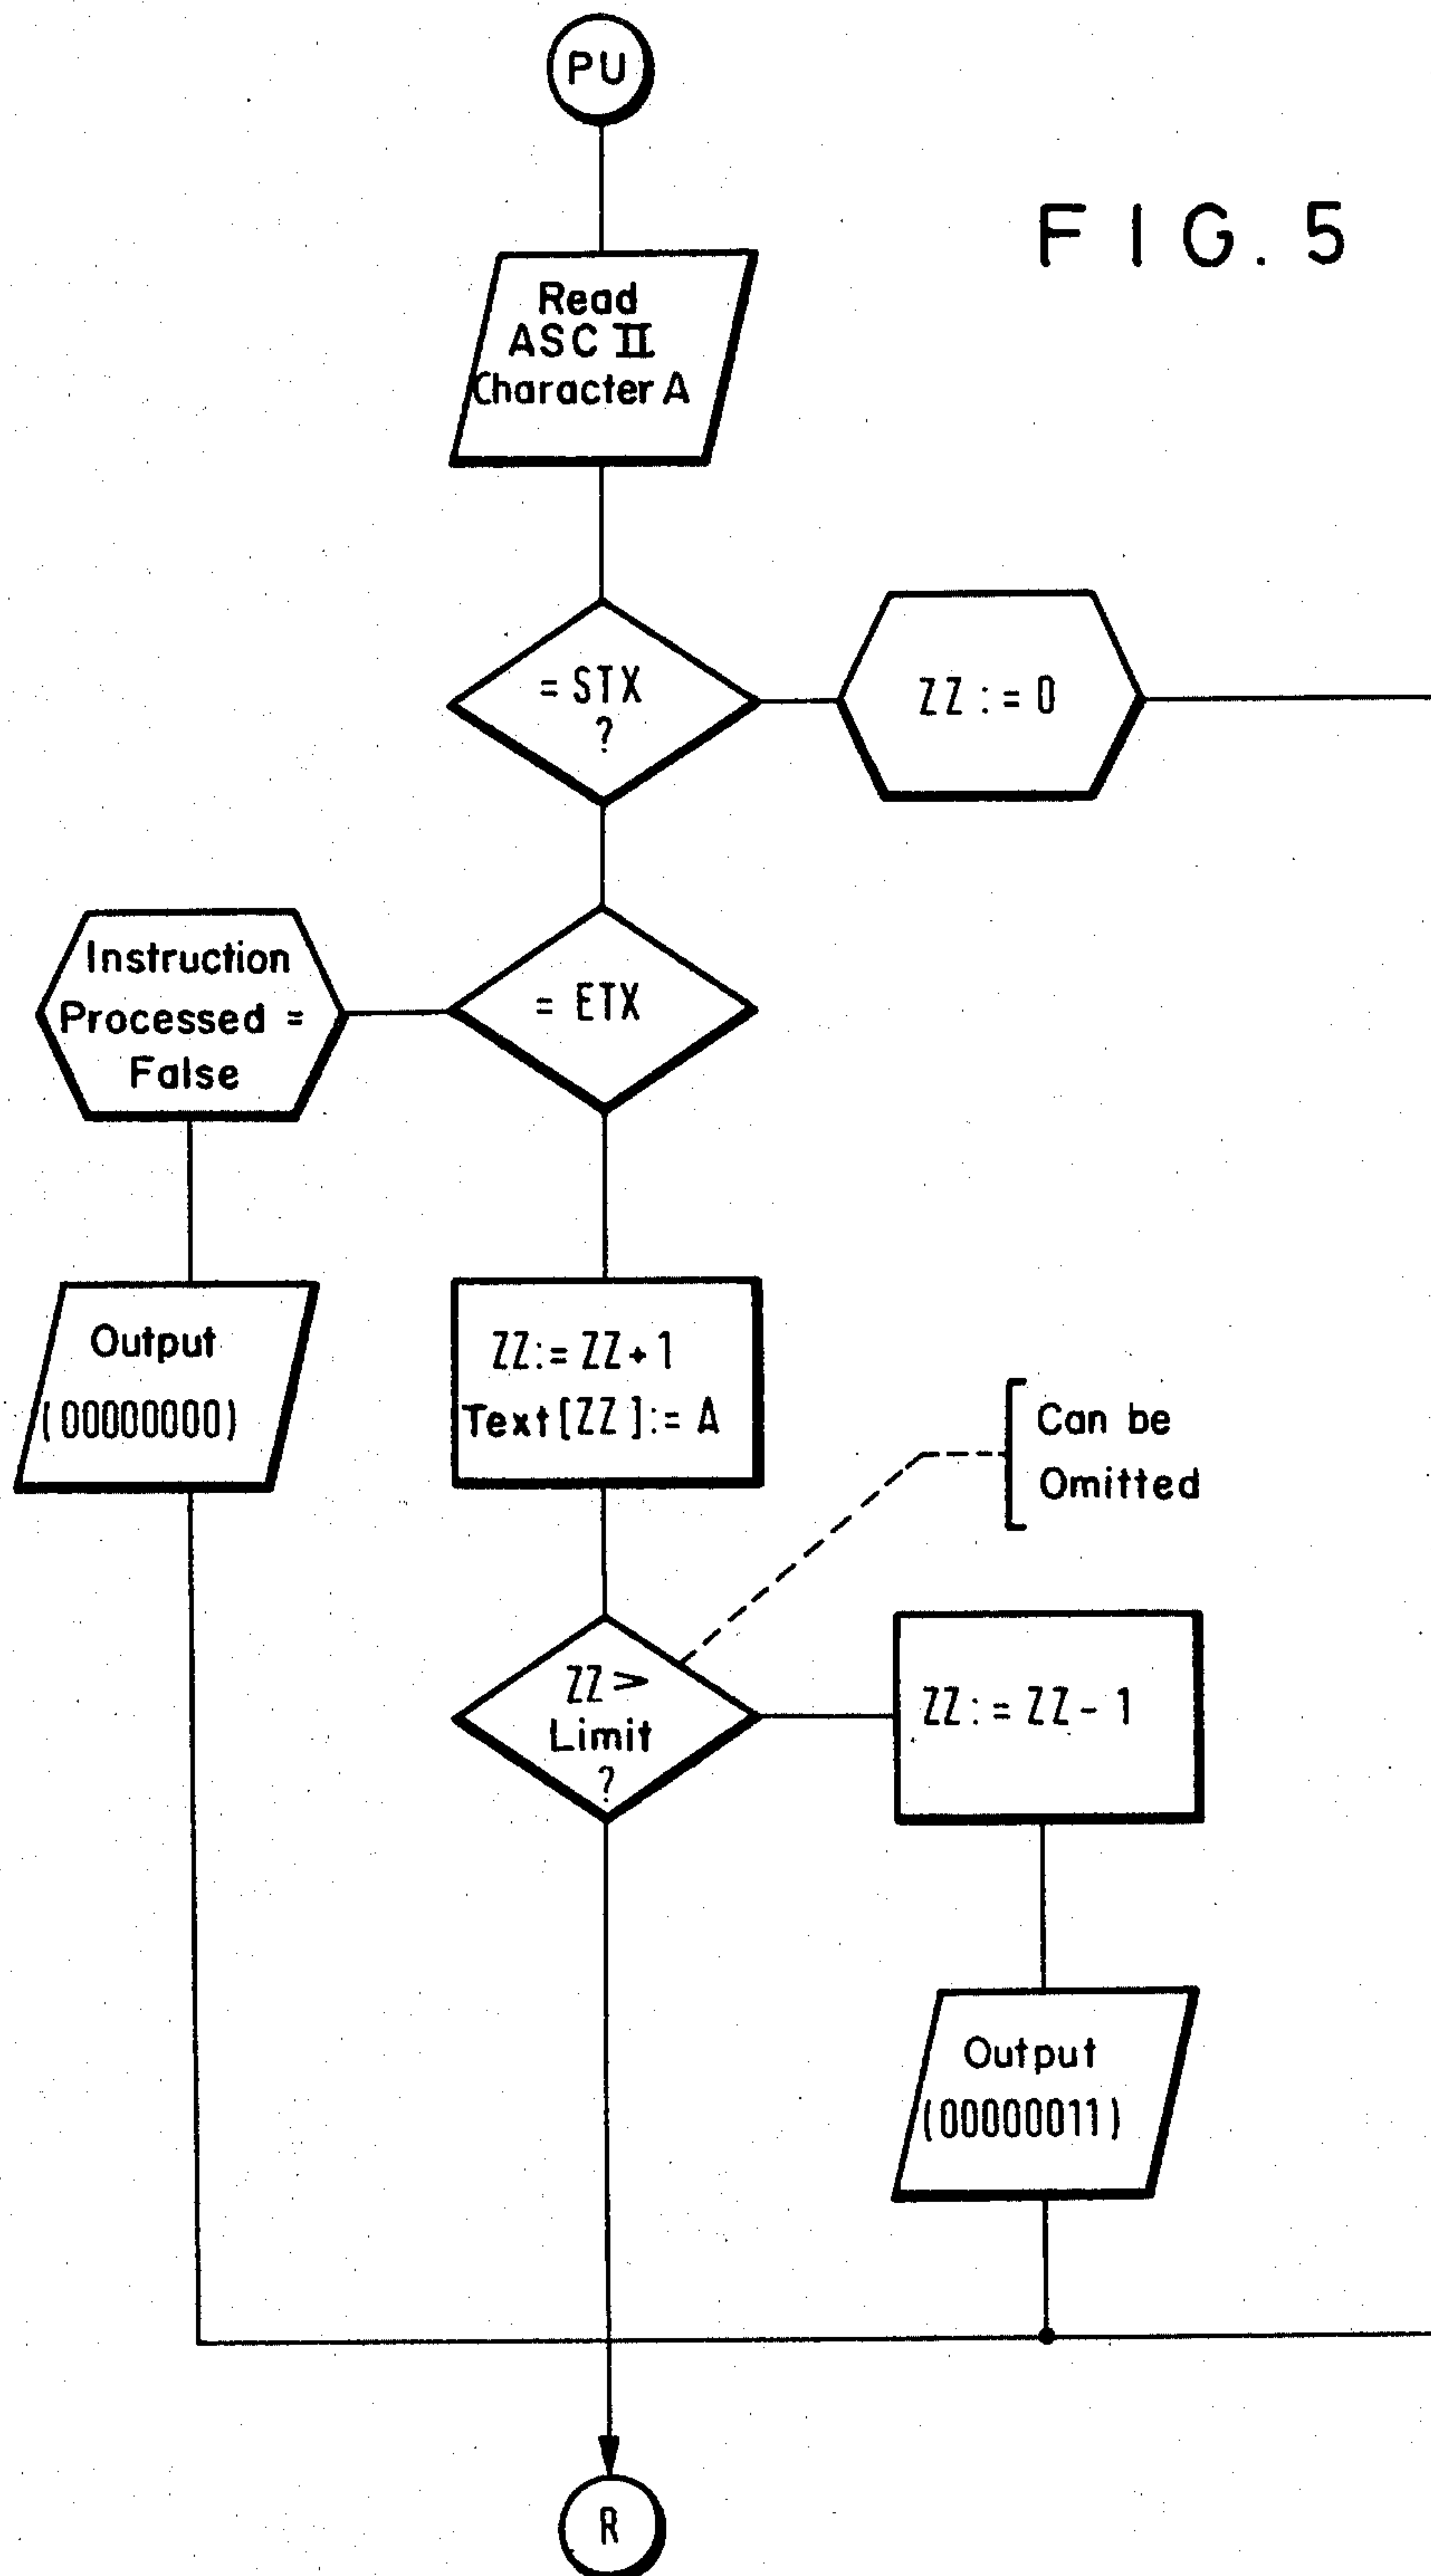 PU
FIG. 5
Read
ASC II
Character A
= STX
?
ZZ := 0
Instruction
Processed =
False
= ETX
Output
(00000000)
ZZ:= ZZ+1
Text[ZZ]:= A
Can be
Omitted
ZZ >
Limit
?
ZZ:= ZZ-1
Output
(00000011)
R